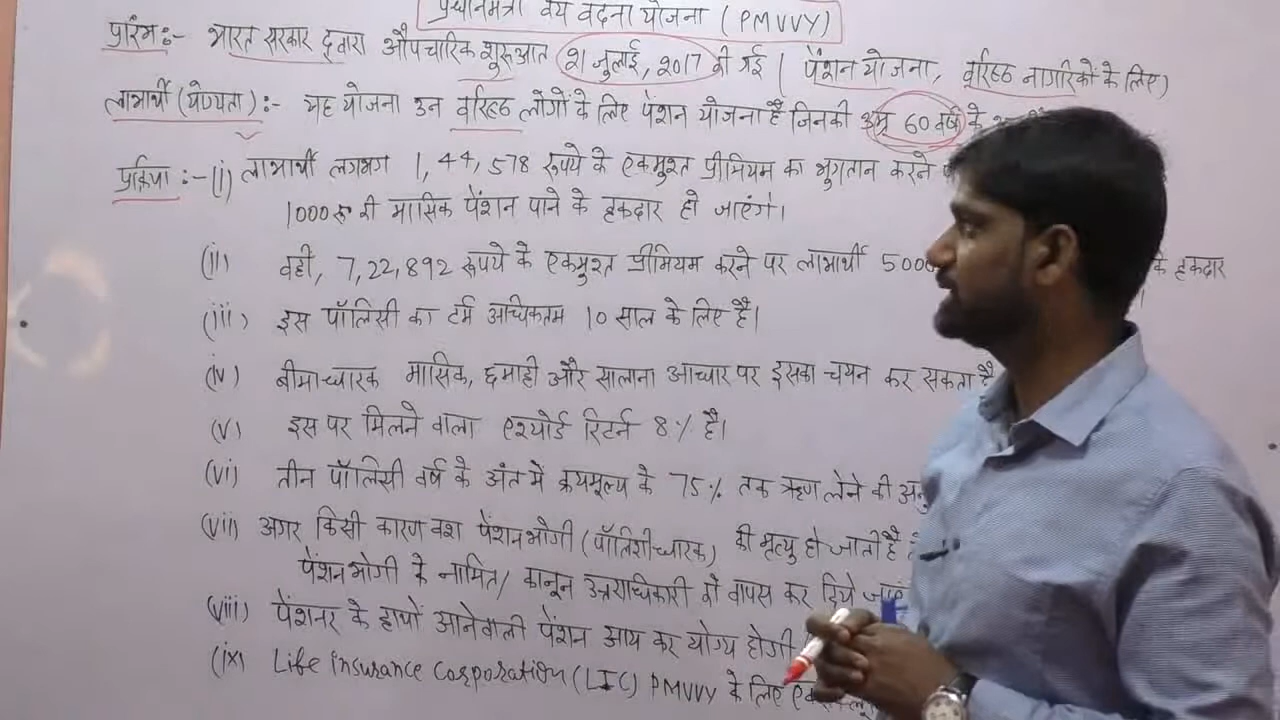 प्रधानमंत्री वय वंदना योजना (PMVVY)
प्रारंभ :- भारत सरकार द्वारा औपचारिक शुरूआत 21 जुलाई, 2017 की गई (पेंशन योजना, वरिष्ठ नागरिकों के लिए)
लाभार्थी (योग्यता) :- यह योजना उन वरिष्ठ लोगों के लिए पेंशन योजना है जिनकी उम्र 60 वर्ष के
प्रक्रिया :- (i) लाभार्थी लगभग 1,44,578 रूपये के एकमुश्त प्रीमियम का भुगतान करने
1000 रू की मासिक पेंशन पाने के हकदार हो जाएंगे।
(ii) वही, 7,22,892 रूपये के एकमुश्त प्रीमियम करने पर लाभार्थी 5000 के हकदार
(iii) इस पॉलिसी का टर्म अधिकतम 10 साल के लिए है।
(iv) बीमाधारक मासिक, छमाही और सालाना आधार पर इसका चयन कर सकता है
(v) इस पर मिलने वाला एश्योर्ड रिटर्न 8% है।
(vi) तीन पॉलिसी वर्ष के अंत में क्रयमूल्य के 75% तक ऋण लेने की
(vii) अगर किसी कारण वश पेंशनभोगी (पॉलिशीधारक) की मृत्यु हो जाती है
पेंशनभोगी के नामित/ कानून उत्तराधिकारी को वापस कर दिये
(viii) पेंशनर के हाथों आनेवाली पेंशन आय कर योग्य होगी
(ix) Life insurance Corporation (LIC) PMVVY के लिए